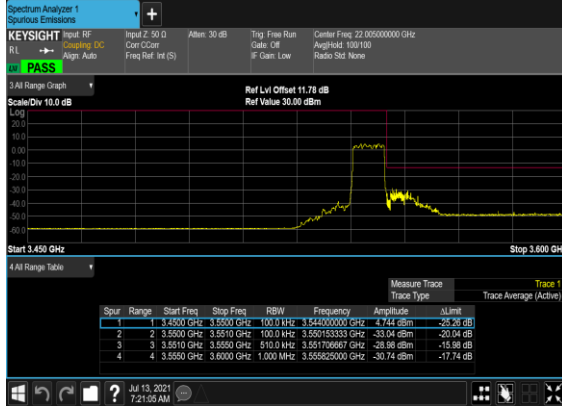 Spectrum Analyzer 1
Spurious Emissions
KEYSIGHT Input: RF Input Z: 50 Ω Atten: 30 dB Trig: Free Run Center Freq: 22.005000000 GHz
RL Coupling: DC Corr CCorr Gate: Off Avg|Hold: 100/100
Align: Auto Freq Ref: Int (S) IF Gain: Low Radio Std: None
PASS
3 All Range Graph
Ref Lvl Offset 11.78 dB
Scale/Div 10.0 dB Ref Value 30.00 dBm
Log
20.0
10.0
0.00
-10.0
-20.0
-30.0
-40.0
-50.0
-60.0
Start 3.450 GHz Stop 3.600 GH
4 All Range Table
Measure Trace Trace 1
Trace Type Trace Average (Active)
Spur Range Start Freq Stop Freq RBW Frequency Amplitude ΔLimit
1 1 3.4500 GHz 3.5500 GHz 100.0 kHz 3.544000000 GHz 4.744 dBm -25.26 dB
2 2 3.5500 GHz 3.5510 GHz 100.0 kHz 3.550153333 GHz -33.04 dBm -20.04 dB
3 3 3.5510 GHz 3.5550 GHz 510.0 kHz 3.551706667 GHz -28.98 dBm -15.98 dB
4 4 3.5550 GHz 3.6000 GHz 1.000 MHz 3.555825000 GHz -30.74 dBm -17.74 dB
Jul 13, 2021
7:21:05 AM